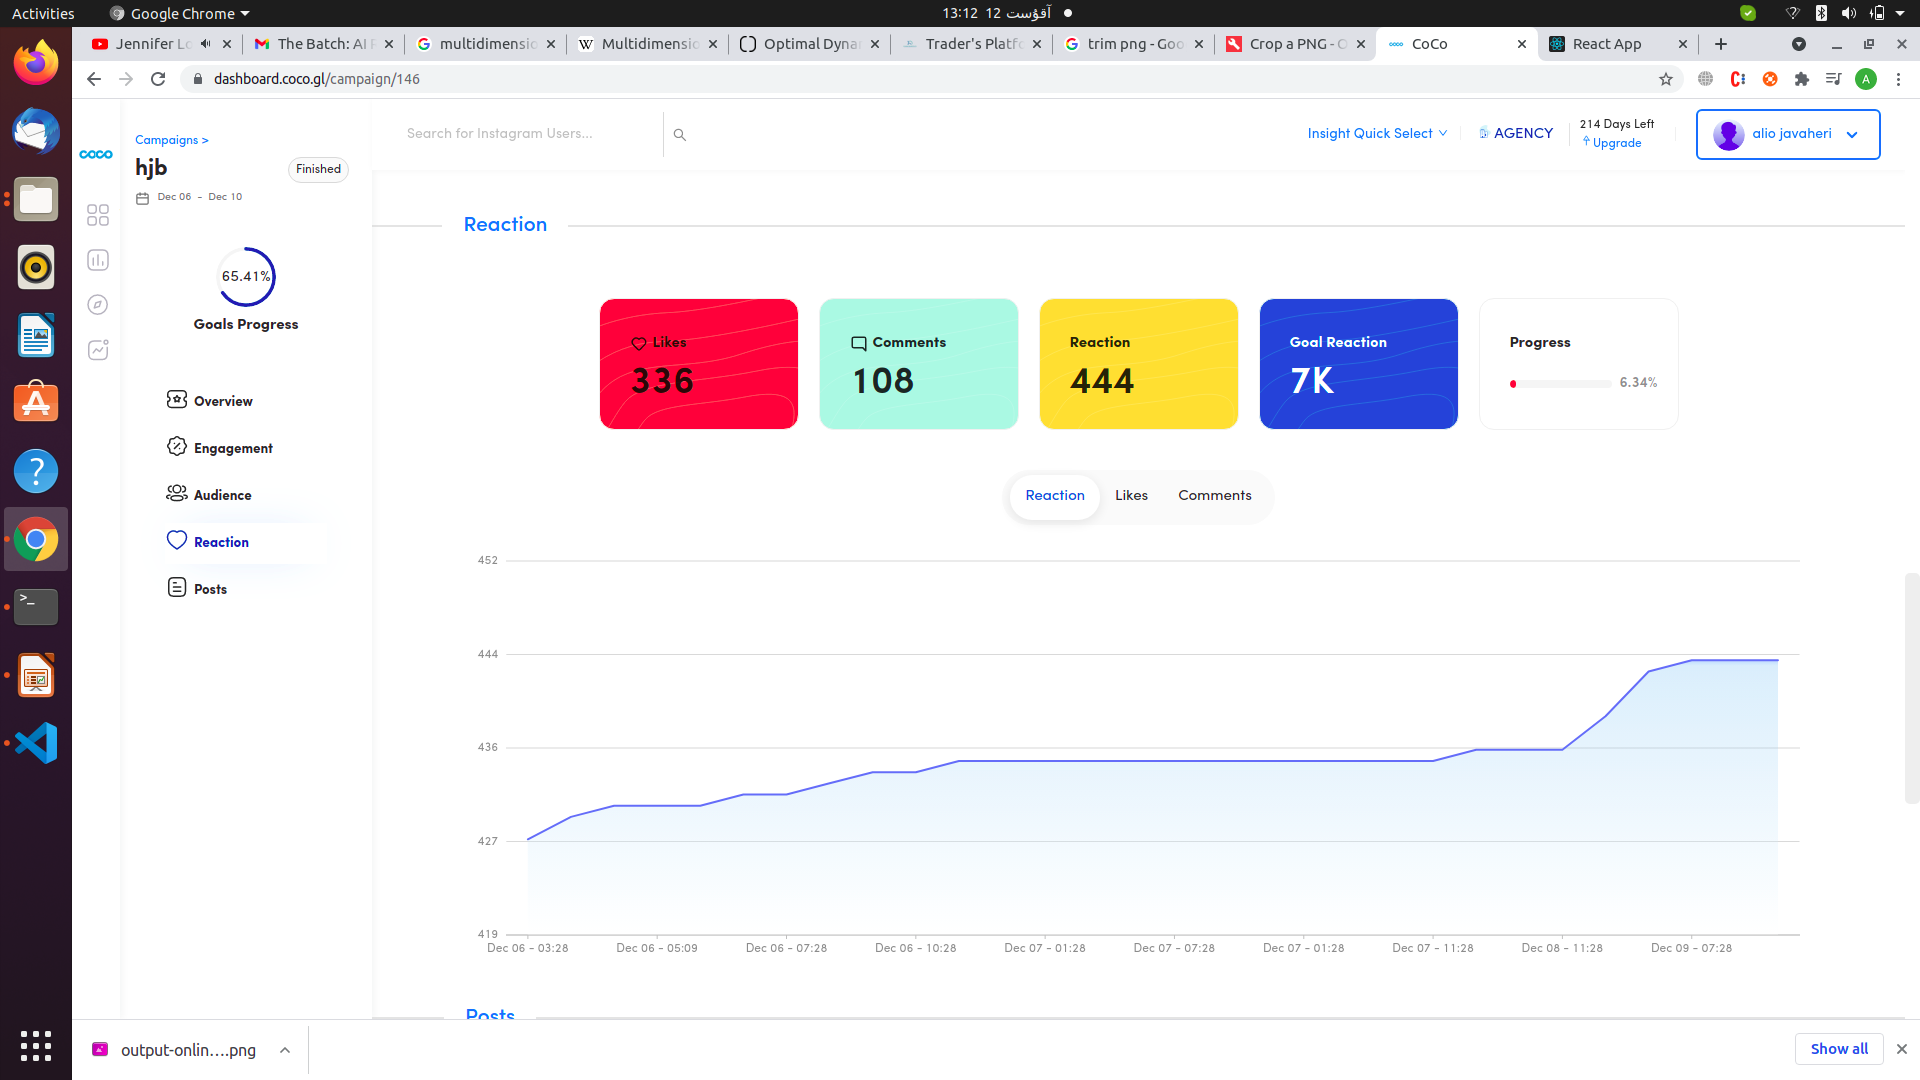 Activities
Google Chrome
13:12 12 آقۇست
Jennifer Lo
The Batch: AI
multidimensio
Multidimensio
Optimal Dyna
Trader's Platfo
trim png - Goo
Crop a PNG - O
CoCo
React App
dashboard.coco.gl/campaign/146
A
coco
Campaigns >
hjb
Finished
Dec 06 - Dec 10
65.41%
Goals Progress
Overview
Engagement
Audience
Reaction
Posts
Search for Instagram Users...
Insight Quick Select
AGENCY
214 Days Left
Upgrade
alio javaheri
Reaction
Likes
336
Comments
108
Reaction
444
Goal Reaction
7K
Progress
6.34%
Reaction Likes Comments
452
444
436
427
419
Dec 06 - 03:28 Dec 06 - 05:09 Dec 06 - 07:28 Dec 06 - 10:28 Dec 07 - 01:28 Dec 07 - 07:28 Dec 07 - 01:28 Dec 07 - 11:28 Dec 08 - 11:28 Dec 09 - 07:28
Posts
output-onlin....png
Show all